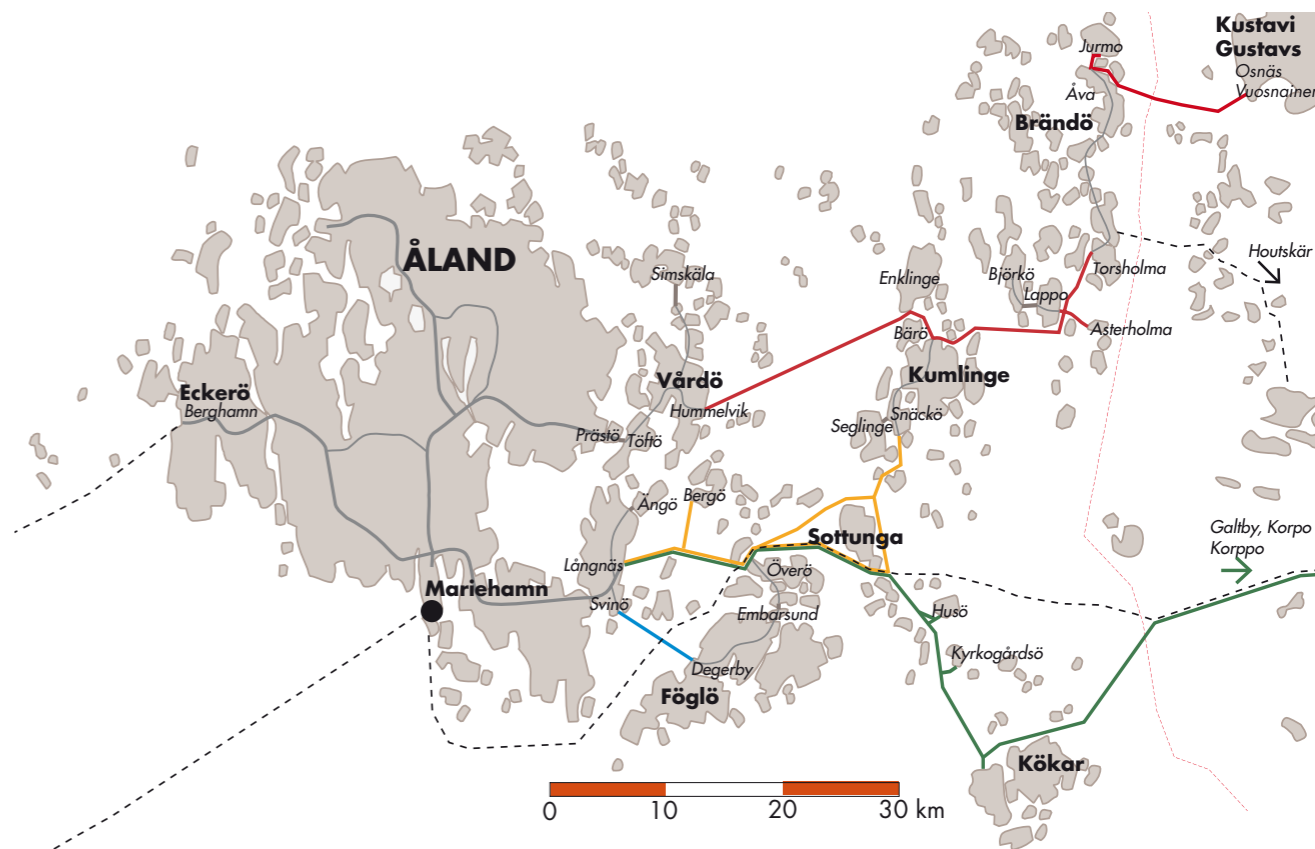 Kustavi
Gustavs
Osnäs
Vuosnainen
Jurmo
Åva
Brändö
ÅLAND
Houtskär
Simskäla
Enklinge
Björkö
Torsholma
Lappo
Bärö
Asterholma
Eckerö
Berghamn
Vårdö
Kumlinge
Hummelvik
Snäckö
Seglinge
Prästö
Töftö
Ängö
Bergö
Galtby, Korpo
Korppo
Sottunga
Långnäs
Överö
Mariehamn
Svinö
Embarsund
Husö
Kyrkogårdsö
Degerby
Föglö
Kökar
0 10 20 30 km